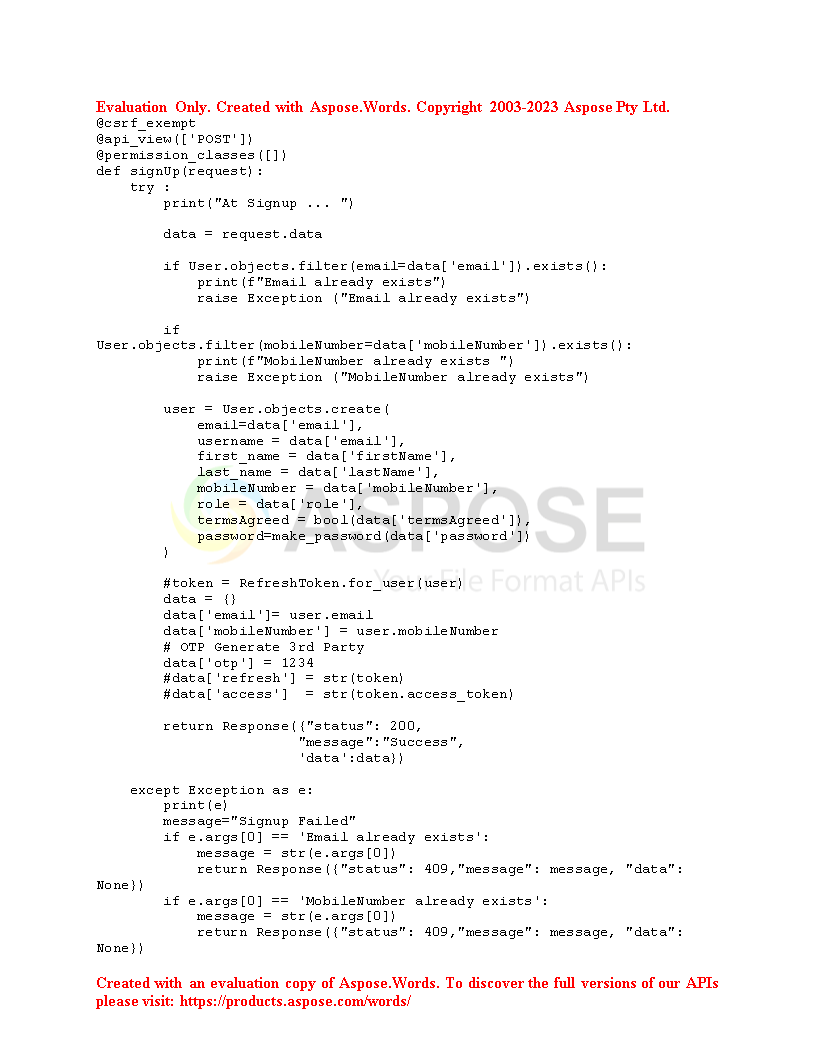 Evaluation Only. Created with Aspose.Words. Copyright 2003-2023 Aspose Pty Ltd.
@csrf_exempt
@api_view(['POST'])
@permission_classes([])
def signUp(request):
    try :
        print("At Signup ... ")

        data = request.data

        if User.objects.filter(email=data['email']).exists():
            print(f"Email already exists")
            raise Exception ("Email already exists")

        if
User.objects.filter(mobileNumber=data['mobileNumber']).exists():
            print(f"MobileNumber already exists ")
            raise Exception ("MobileNumber already exists")

        user = User.objects.create(
            email=data['email'],
            username = data['email'],
            first_name = data['firstName'],
            last_name = data['lastName'],
            mobileNumber = data['mobileNumber'],
            role = data['role'],
            termsAgreed = bool(data['termsAgreed']),
            password=make_password(data['password'])
        )
ASPOSE
Your File Format APIs

        #token = RefreshToken.for_user(user)
        data = {}
        data['email']= user.email
        data['mobileNumber'] = user.mobileNumber
        # OTP Generate 3rd Party
        data['otp'] = 1234
        #data['refresh'] = str(token)
        #data['access']  = str(token.access_token)

        return Response({"status": 200,
                        "message":"Success",
                        'data':data})

    except Exception as e:
        print(e)
        message="Signup Failed"
        if e.args[0] == 'Email already exists':
            message = str(e.args[0])
            return Response({"status": 409,"message": message, "data":
None})
        if e.args[0] == 'MobileNumber already exists':
            message = str(e.args[0])
            return Response({"status": 409,"message": message, "data":
None})

Created with an evaluation copy of Aspose.Words. To discover the full versions of our APIs
please visit: https://products.aspose.com/words/